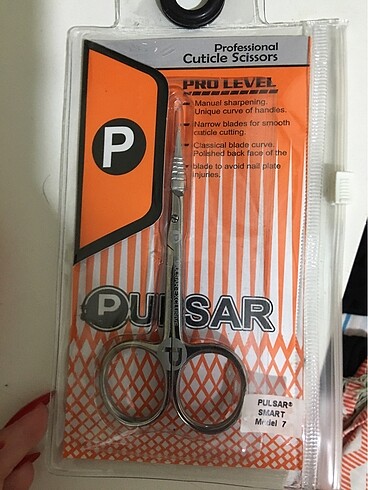 Professional
Cuticle Scissors
PRO LEVEL
Manual sharpening.
Unique curve of handles.
Narrow blades for smooth
cuticle cutting.
Classical blade curve.
Polished back face of the
blade to avoid nail plate
injuries.
P
PULSAR
PULSAR®
SMART
Model 7